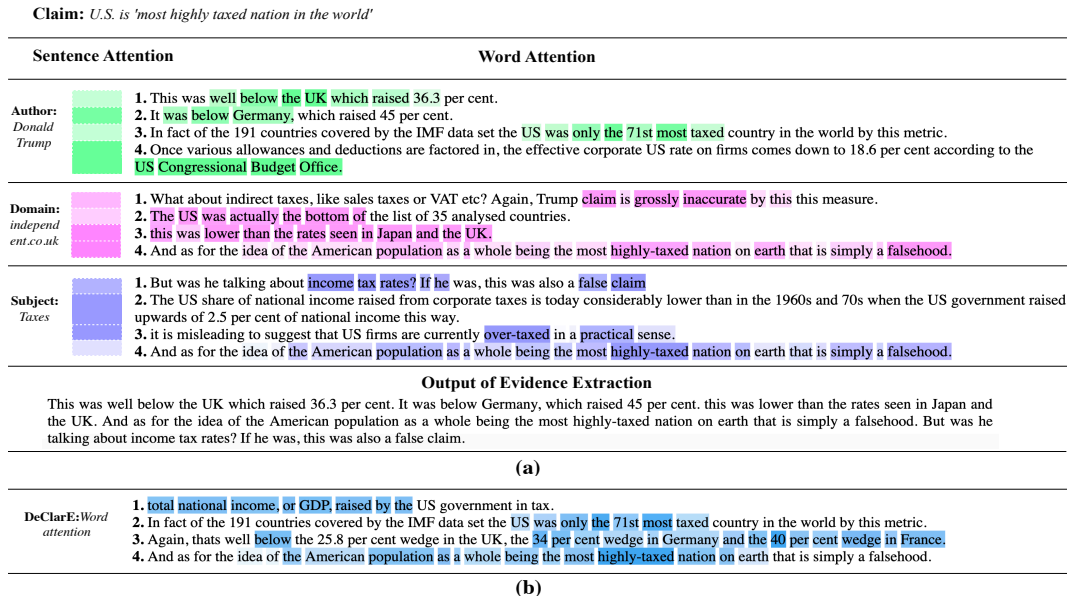 Claim: U.S. is 'most highly taxed nation in the world'
Sentence Attention Word Attention
Author:
Donald
Trump
1. This was well below the UK which raised 36.3 per cent.
2. It was below Germany, which raised 45 per cent.
3. In fact of the 191 countries covered by the IMF data set the US was only the 71st most taxed country in the world by this metric.
4. Once various allowances and deductions are factored in, the effective corporate US rate on firms comes down to 18.6 per cent according to the
US Congressional Budget Office.
Domain:
independ
ent.co.uk
1. What about indirect taxes, like sales taxes or VAT etc? Again, Trump claim is grossly inaccurate by this this measure.
2. The US was actually the bottom of the list of 35 analysed countries.
3. this was lower than the rates seen in Japan and the UK.
4. And as for the idea of the American population as a whole being the most highly-taxed nation on earth that is simply a falsehood.
Subject:
Taxes
1. But was he talking about income tax rates? If he was, this was also a false claim
2. The US share of national income raised from corporate taxes is today considerably lower than in the 1960s and 70s when the US government raised
upwards of 2.5 per cent of national income this way.
3. it is misleading to suggest that US firms are currently over-taxed in a practical sense.
4. And as for the idea of the American population as a whole being the most highly-taxed nation on earth that is simply a falsehood.
Output of Evidence Extraction
This was well below the UK which raised 36.3 per cent. It was below Germany, which raised 45 per cent. this was lower than the rates seen in Japan and
the UK. And as for the idea of the American population as a whole being the most highly-taxed nation on earth that is simply a falsehood. But was he
talking about income tax rates? If he was, this was also a false claim.
(a)
DeClarE:Word
attention
1. total national income, or GDP, raised by the US government in tax.
2. In fact of the 191 countries covered by the IMF data set the US was only the 71st most taxed country in the world by this metric.
3. Again, thats well below the 25.8 per cent wedge in the UK, the 34 per cent wedge in Germany and the 40 per cent wedge in France.
4. And as for the idea of the American population as a whole being the most highly-taxed nation on earth that is simply a falsehood.
(b)